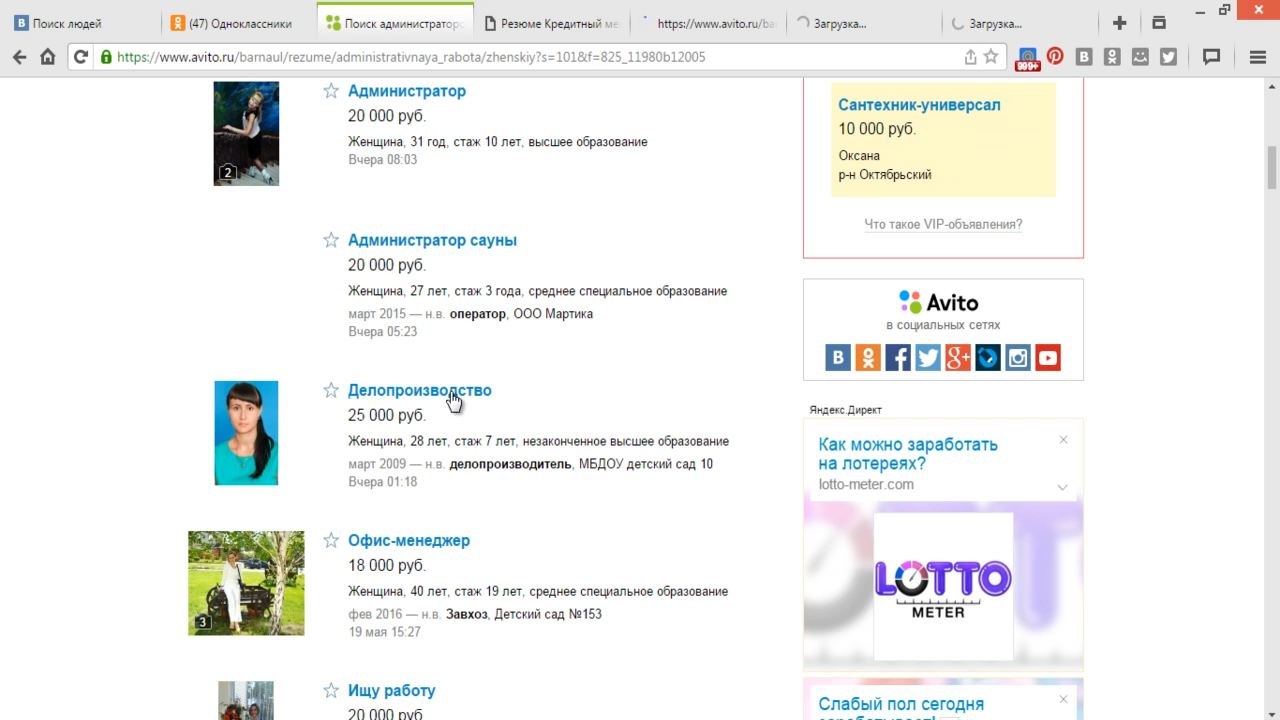 Поиск людей
(47) Одноклассники
Поиск администратор
Резюме Кредитный ме
https://www.avito.ru/ba
Загрузка...
Загрузка...
https://www.avito.ru/barnaul/rezume/administrativnaya_rabota/zhenskiy?s=101&f=825_11980b12005
999+
Администратор
20 000 руб.
Женщина, 31 год, стаж 10 лет, высшее образование
Вчера 08:03
2
Администратор сауны
20 000 руб.
Женщина, 27 лет, стаж 3 года, среднее специальное образование
март 2015 — н.в. оператор, ООО Мартика
Вчера 05:23
Делопроизводство
25 000 руб.
Женщина, 28 лет, стаж 7 лет, незаконченное высшее образование
март 2009 — н.в. делопроизводитель, МБДОУ детский сад 10
Вчера 01:18
Офис-менеджер
18 000 руб.
Женщина, 40 лет, стаж 19 лет, среднее специальное образование
фев 2016 — н.в. Завхоз, Детский сад №153
19 мая 15:27
3
Ищу работу
20 000 руб.
Сантехник-универсал
10 000 руб.
Оксана
р-н Октябрьский
Что такое VIP-объявления?
Avito
в социальных сетях
Яндекс.Директ
Как можно заработать
на лотереях?
lotto-meter.com
LOTTO
METER
Слабый пол сегодня